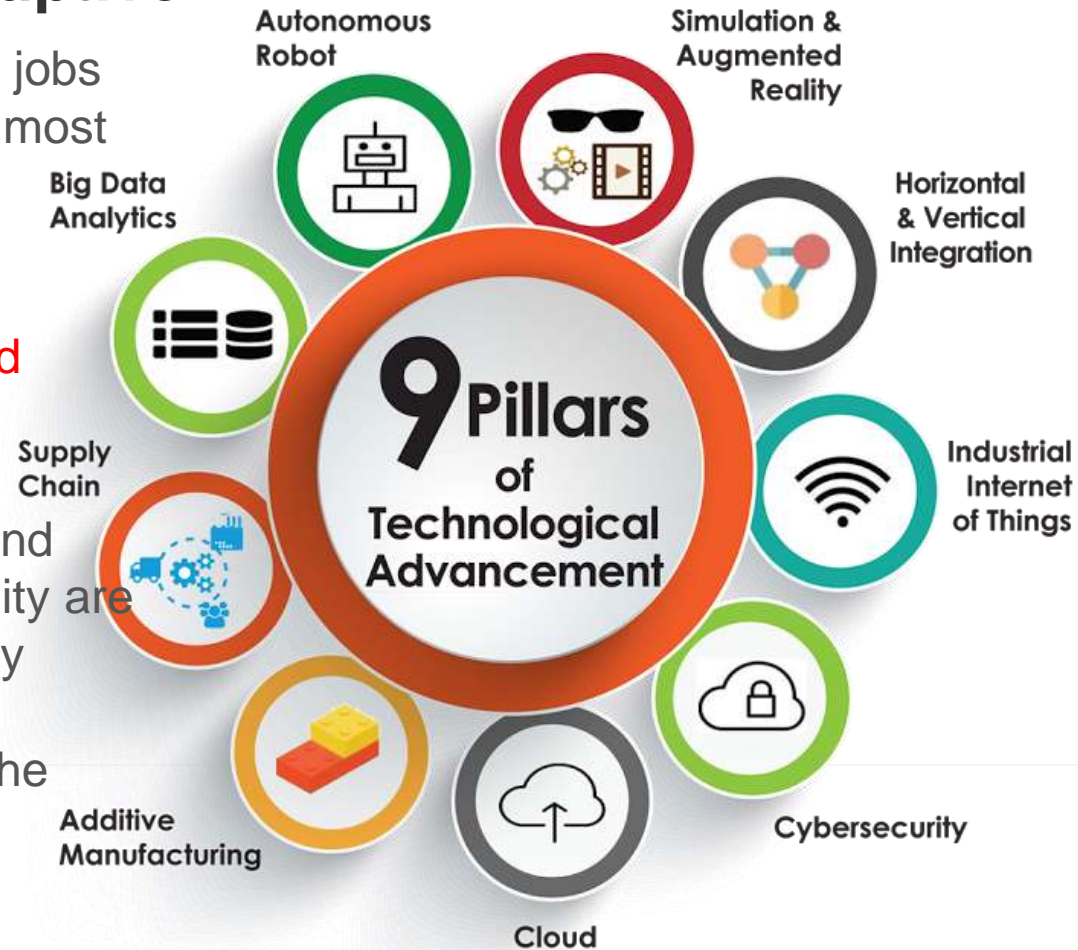 jobs
most
d
nd
ity are
y
he
Autonomous
Robot
Simulation &
Augmented
Reality
Big Data
Analytics
Horizontal
& Vertical
Integration
9 Pillars
of
Technological
Advancement
Supply
Chain
Industrial
Internet
of Things
Additive
Manufacturing
Cybersecurity
Cloud